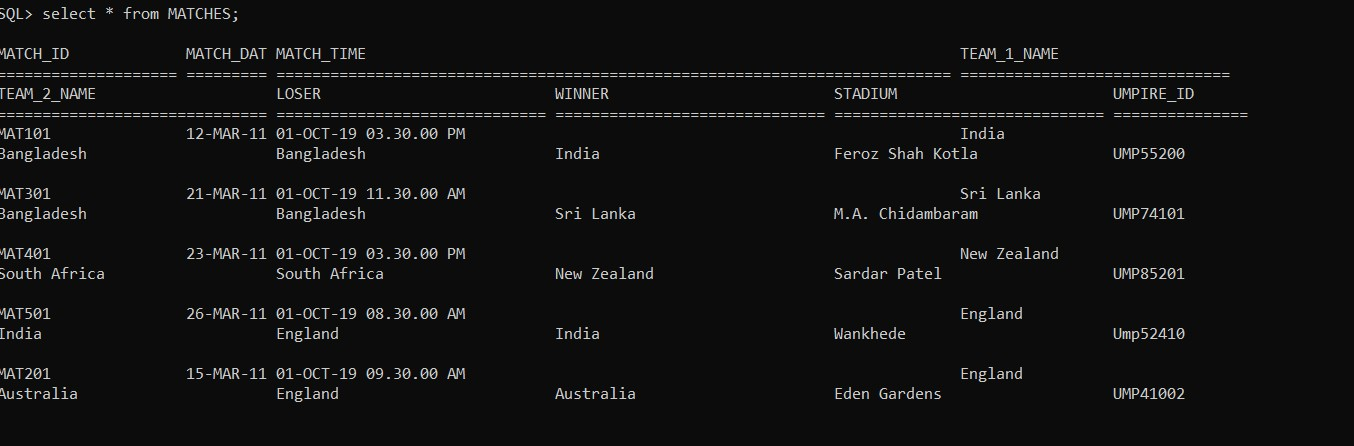 SQL> select * from MATCHES;
MATCH_ID MATCH_DAT MATCH_TIME TEAM_1_NAME
==================== ========= =========================================================================== ==============================
TEAM_2_NAME LOSER WINNER STADIUM UMPIRE_ID
============================== ============================== ============================== ============================== ===============
MAT101 12-MAR-11 01-OCT-19 03.30.00 PM India
Bangladesh Bangladesh India Feroz Shah Kotla UMP55200
MAT301 21-MAR-11 01-OCT-19 11.30.00 AM Sri Lanka
Bangladesh Bangladesh Sri Lanka M.A. Chidambaram UMP74101
MAT401 23-MAR-11 01-OCT-19 03.30.00 PM New Zealand
South Africa South Africa New Zealand Sardar Patel UMP85201
MAT501 26-MAR-11 01-OCT-19 08.30.00 AM England
India England India Wankhede Ump52410
MAT201 15-MAR-11 01-OCT-19 09.30.00 AM England
Australia England Australia Eden Gardens UMP41002